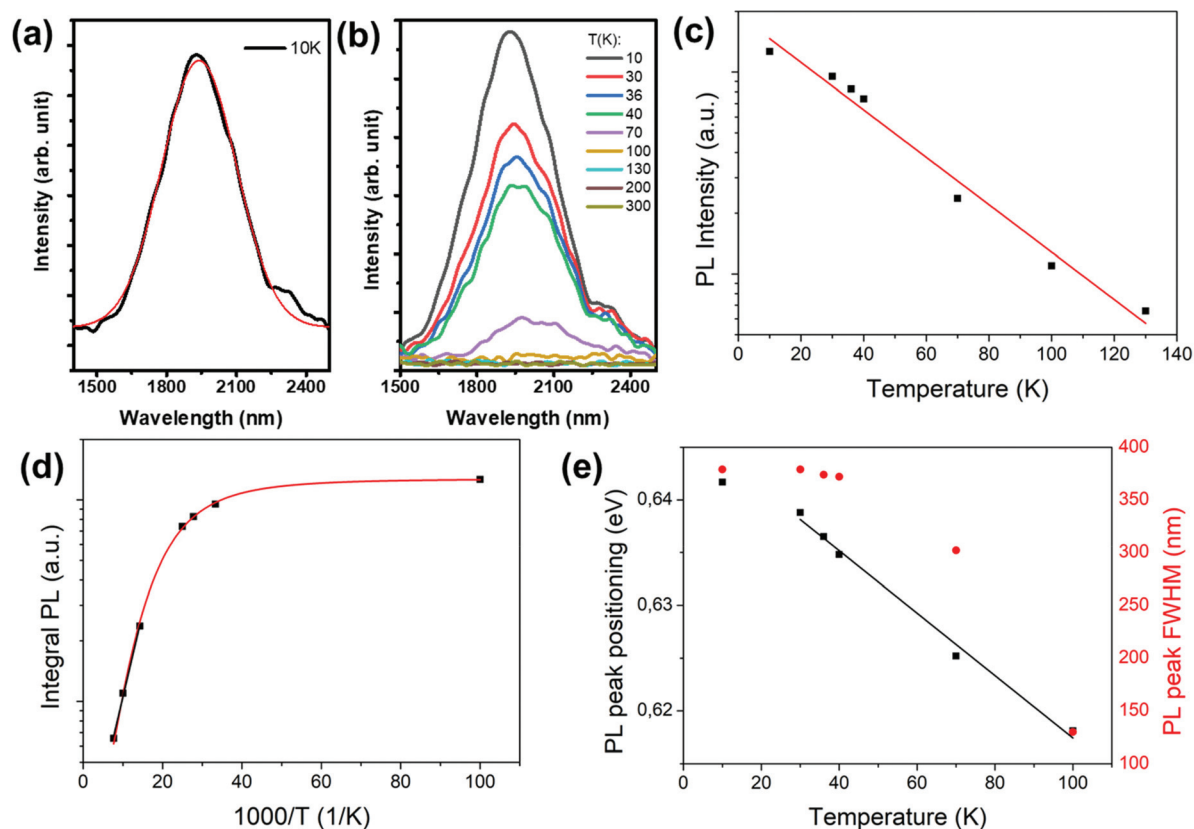 (a)
10K
Intensity (arb. unit)
1500 1800 2100 2400
Wavelength (nm)
(b)
T(K):
10
30
36
40
70
100
130
200
300
Intensity (arb. unit)
1500 1800 2100 2400
Wavelength (nm)
(c)
PL Intensity (a.u.)
0 20 40 60 80 100 120 140
Temperature (K)
(d)
Integral PL (a.u.)
0 20 40 60 80 100
1000/T (1/K)
(e)
PL peak positioning (eV)
0,64
0,63
0,62
0 20 40 60 80 100
Temperature (K)
400
350
300
250
200
150
100
PL peak FWHM (nm)